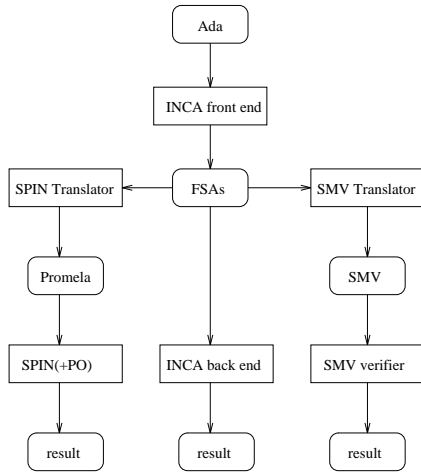 Ada
INCA front end
SPIN Translator
FSAs
SMV Translator
Promela
SMV
SPIN(+PO)
INCA back end
SMV verifier
result
result
result